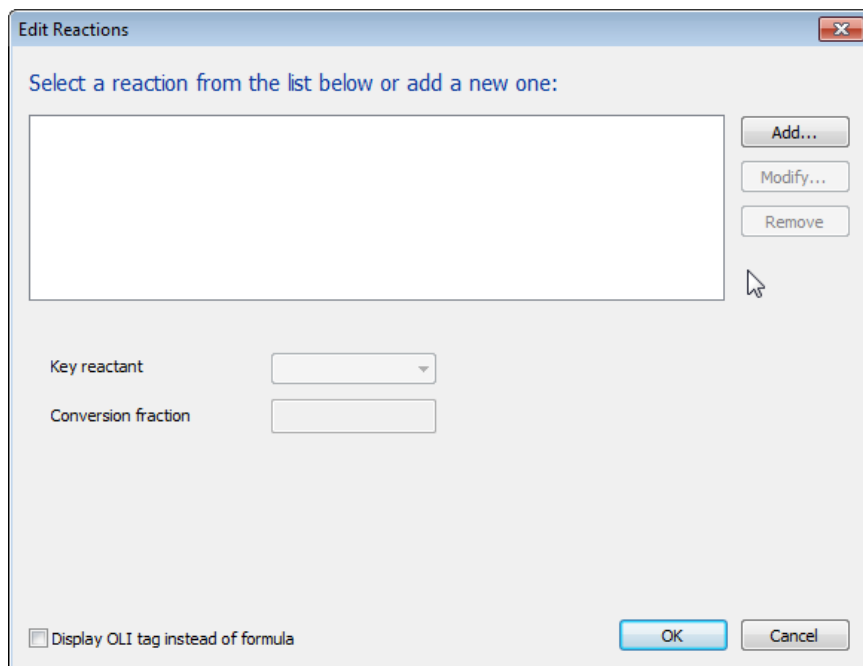 Edit Reactions
Select a reaction from the list below or add a new one:
Add...
Modify...
Remove
Key reactant
Conversion fraction
Display OLI tag instead of formula
OK
Cancel